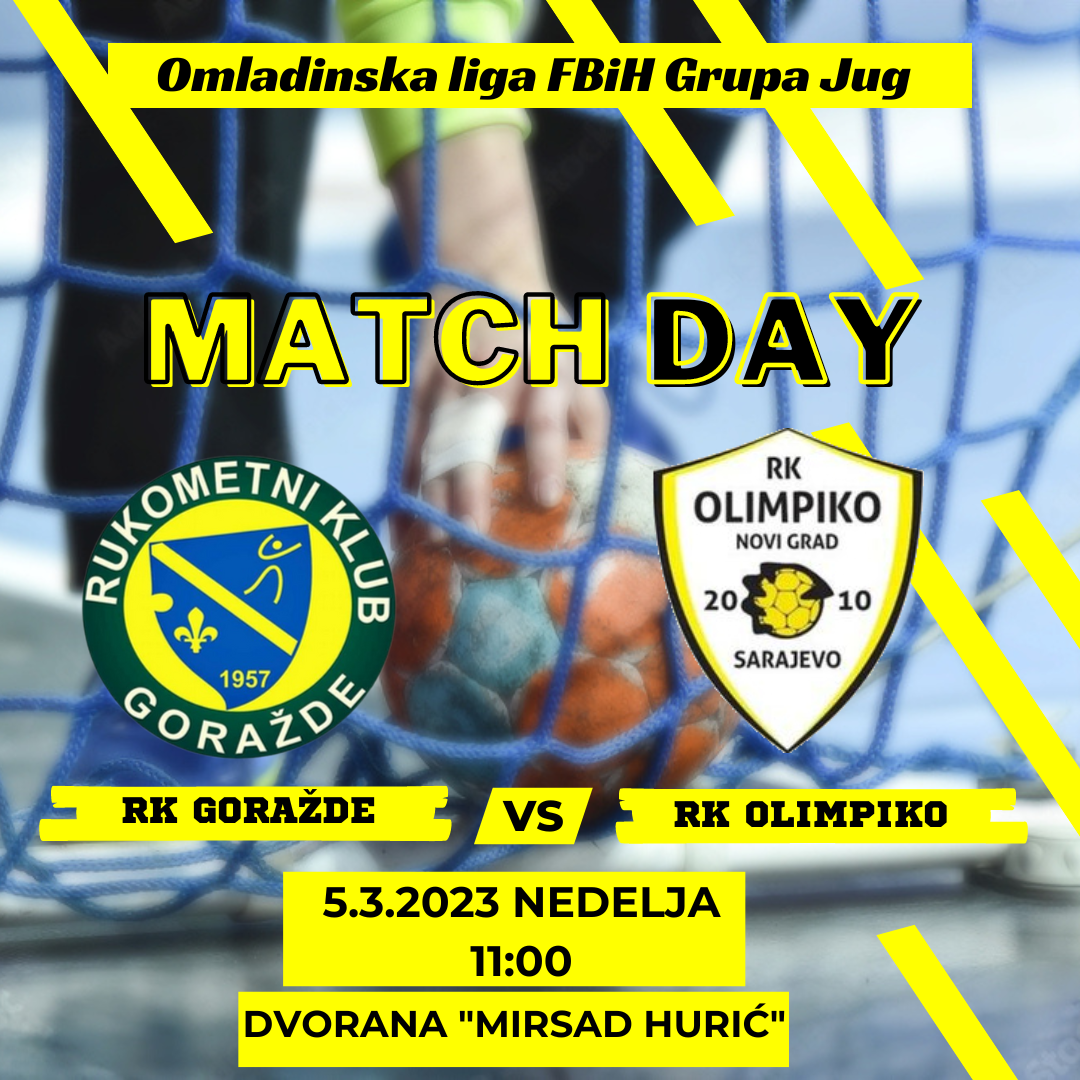 Omladinska liga FBiH Grupa Jug
MATCH DAY
RUKOMETNI KLUB
1957
GORAŽDE
RK
OLIMPIKO
NOVI GRAD
20 10
SARAJEVO
RK GORAŽDE
VS
RK OLIMPIKO
5.3.2023 NEDELJA
11:00
DVORANA "MIRSAD HURIĆ"